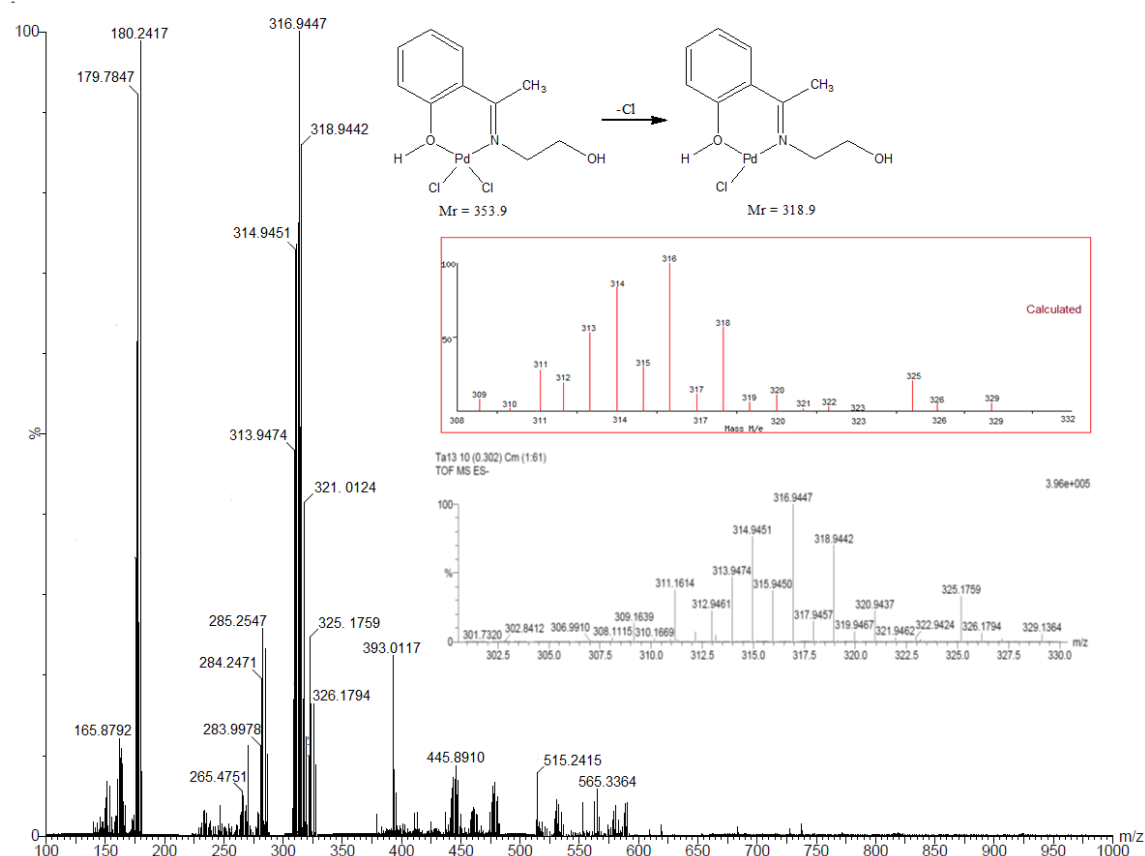 100
%
0
180.2417
179.7847
316.9447
318.9442
314.9451
313.9474
321. 0124
285.2547
325. 1759
284.2471
393.0117
326.1794
283.9978
165.8792
265.4751
445.8910
515.2415
565.3364
100 150 200 250 300 350 400 450 500 550 600 650 700 750 800 850 900 950 1000 m/z
CH3
O
H
N
Pd
OH
Cl
Cl
Mr = 353.9
-Cl
CH3
O
H
N
Pd
OH
Cl
Mr = 318.9
100
50
Calculated
309
310
311
312
313
314
315
316
317
318
319
320
321
322
323
325
326
329
308 311 314 317 320 323 326 329 332
Mass M/e
Ta13 10 (0.302) Cm (1:61)
TOF MS ES-
3.96e+005
100
%
0
301.7320
302.8412
306.9910
308.1115
309.1639
310.1669
311.1614
312.9461
313.9474
314.9451
315.9450
316.9447
317.9457
318.9442
319.9467
320.9437
321.9462
322.9424
325.1759
326.1794
329.1364
302.5 305.0 307.5 310.0 312.5 315.0 317.5 320.0 322.5 325.0 327.5 330.0 m/z